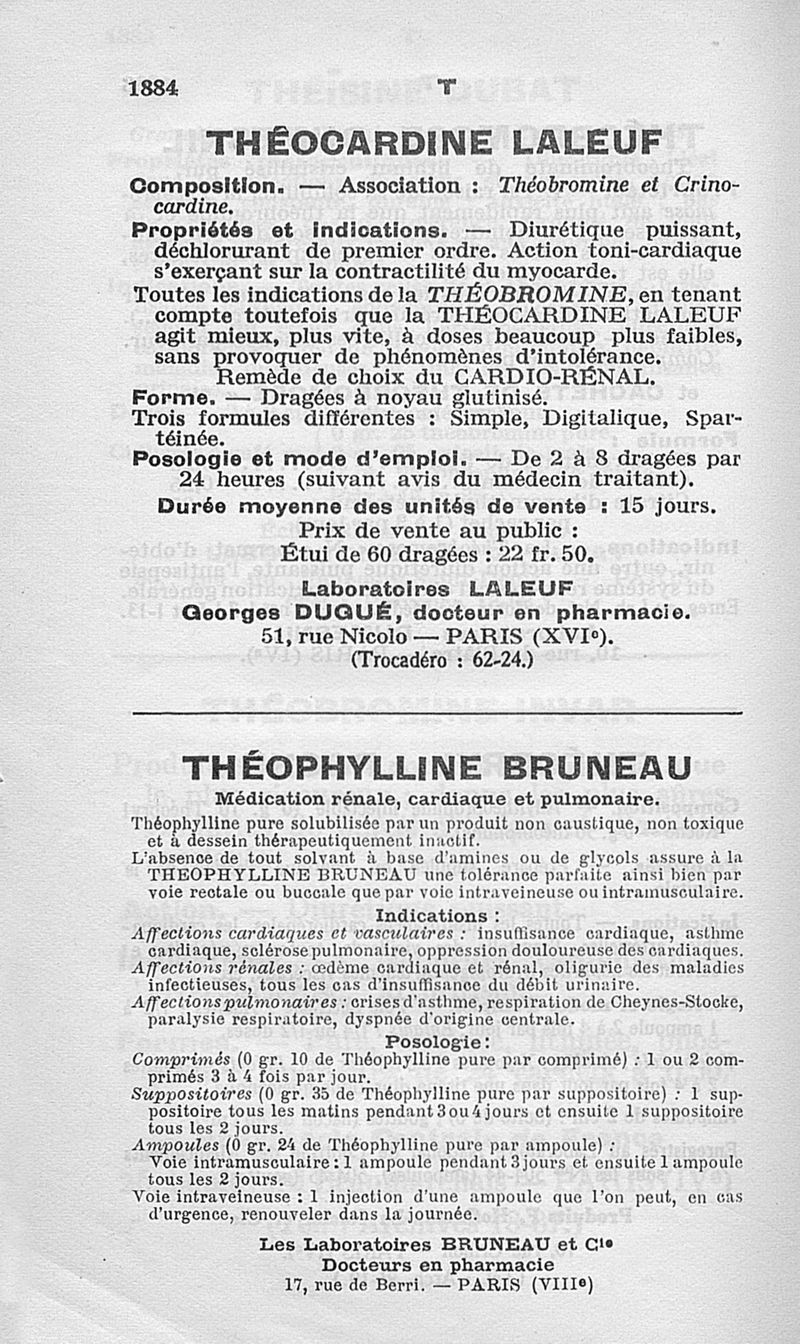 1884
T
THÉOCARDINE LALEUF
Composition. — Association : Théobromine et Crino-
cardine.
Propriétés et indications. — Diurétique puissant,
déchlorurant de premier ordre. Action toni-cardiaque
s'exerçant sur la contractilité du myocarde.
Toutes les indications de la THÉOBROMINE, en tenant
compte toutefois que la THÉOCARDINE LALEUF
agit mieux, plus vite, à doses beaucoup plus faibles,
sans provoquer de phénomènes d'intolérance.
Remède de choix du CARDIO-RÉNAL.
Forme. — Dragées à noyau glutinisé.
Trois formules différentes : Simple, Digitalique, Spar-
téinée.
Posologie et mode d'emploi. — De 2 à 8 dragées par
24 heures (suivant avis du médecin traitant).
Durée moyenne des unités de vente : 15 jours.
Prix de vente au public :
Étui de 60 dragées : 22 fr. 50.
Laboratoires LALEUF
Georges DUQUÉ, docteur en pharmacie.
51, rue Nicolo — PARIS (XVIe).
(Trocadéro : 62-24.)
THÉOPHYLLINE BRUNEAU
Médication rénale, cardiaque et pulmonaire.
Théophylline pure solubilisée par un produit non caustique, non toxique
et à dessein thérapeutiquement inactif.
L'absence de tout solvant à base d'amines ou de glycols assure à la
THEOPHYLLINE BRUNEAU une tolérance parfaite ainsi bien par
voie rectale ou buccale que par voie intraveineuse ou intramusculaire.
Indications :
Affections cardiaques et vasculaires : insuffisance cardiaque, asthme
cardiaque, sclérose pulmonaire, oppression douloureuse des cardiaques.
Affections rénales : œdème cardiaque et rénal, oligurie des maladies
infectieuses, tous les cas d'insuffisance du débit urinaire.
Affections pulmonaires : crises d'asthme, respiration de Cheynes-Stocke,
paralysie respiratoire, dyspnée d'origine centrale.
Posologie :
Comprimés (0 gr. 10 de Théophylline pure par comprimé) : 1 ou 2 com-
primés 3 à 4 fois par jour.
Suppositoires (0 gr. 35 de Théophylline pure par suppositoire) : 1 sup-
positoire tous les matins pendant 3 ou 4 jours et ensuite 1 suppositoire
tous les 2 jours.
Ampoules (0 gr. 24 de Théophylline pure par ampoule) :
Voie intramusculaire : 1 ampoule pendant 3 jours et ensuite 1 ampoule
tous les 2 jours.
Voie intraveineuse : 1 injection d'une ampoule que l'on peut, en cas
d'urgence, renouveler dans la journée.
Les Laboratoires BRUNEAU et Cie
Docteurs en pharmacie
17, rue de Berri. — PARIS (VIIIe)